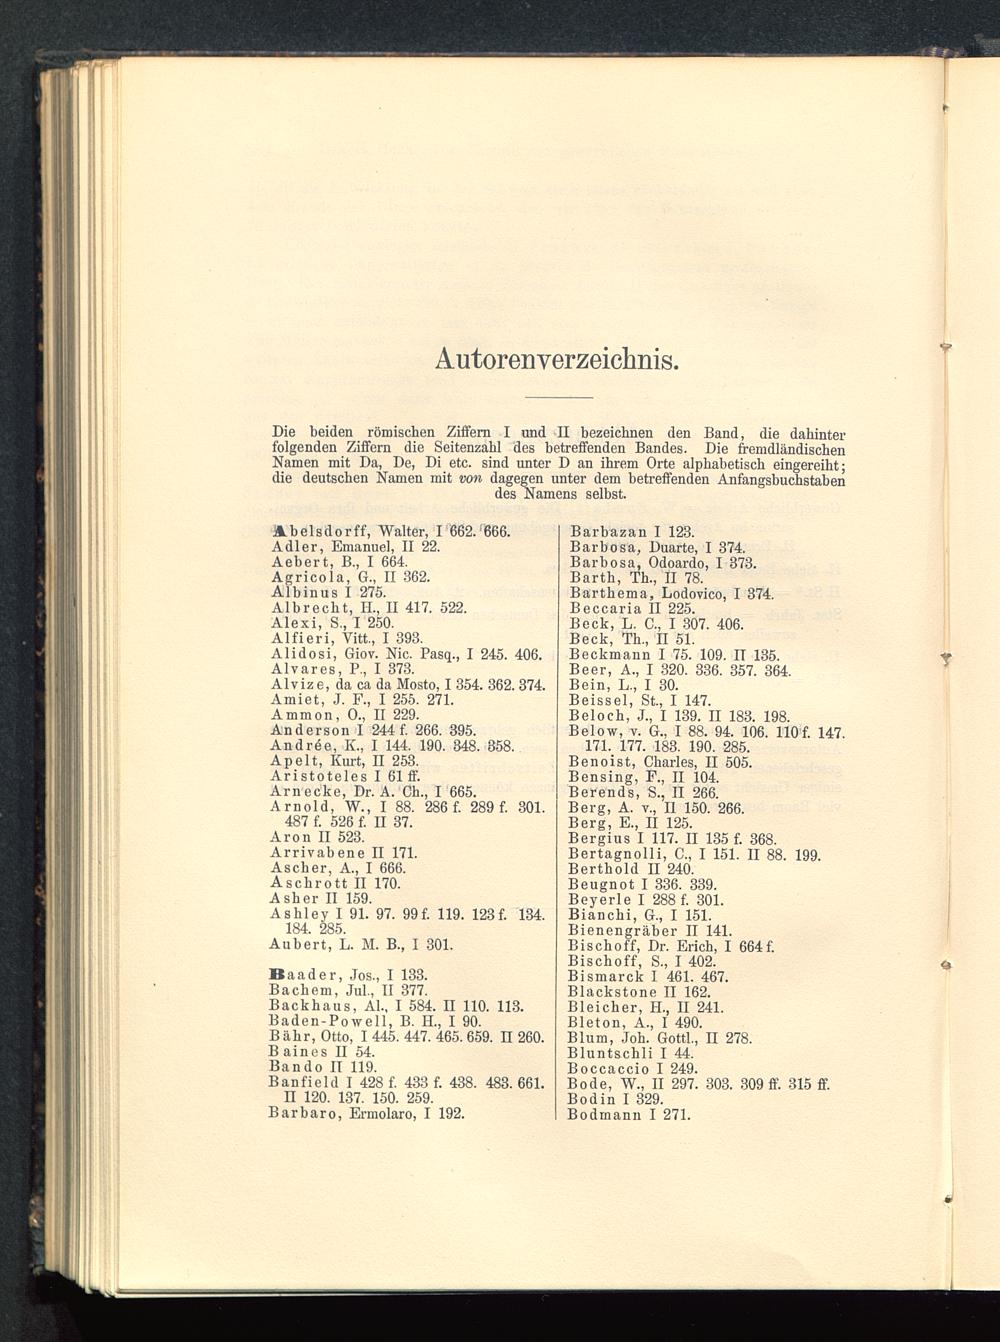 Autorenverzeichnis.
Die beiden römischen Ziffern I und II bezeichnen den Band, die dahinter
folgenden Ziffern die Seitenzahl des betreffenden Bandes. Die fremdländischen
Namen mit Da, De, Di etc. sind unter D an ihrem Orte alphabetisch eingereiht;
die deutschen Namen mit von dagegen unter dem betreffenden Anfangsbuchstaben
des Namens selbst.
Abelsdorff, Walter, I 662. 666.
Adler, Emanuel, II 22.
Aebert, B., I 664.
Agricola, G., II 362.
Albinus I 275.
Albrecht, H., II 417. 522.
Alexi, S., I 250.
Alfieri, Vitt., I 393.
Alidosi, Giov. Nic. Pasq., I 245. 406.
Alvares, P., I 373.
Alvize, da ca da Mosto, I 354. 362. 374.
Amiet, J. F., I 255. 271.
Ammon, O., II 229.
Anderson I 244 f. 266. 395.
Andrée, K., I 144. 190. 348. 358.
Apelt, Kurt, II 253.
Aristoteles I 61 ff.
Arnecke, Dr. A. Ch., I 665.
Arnold, W., I 88. 286 f. 289 f. 301.
487 f. 526 f. II 37.
Aron II 523.
Arrivabene II 171.
Ascher, A., I 666.
Aschrott II 170.
Asher II 159.
Ashley I 91. 97. 99 f. 119. 123 f. 134.
184. 285.
Aubert, L. M. B., I 301.
Baader, Jos., I 133.
Bachem, Jul., II 377.
Backhaus, Al., I 584. II 110. 113.
Baden-Powell, B. H., I 90.
Bähr, Otto, I 445. 447. 465. 659. II 260.
Baines II 54.
Bando II 119.
Banfield I 428 f. 433 f. 438. 483. 661.
II 120. 137. 150. 259.
Barbaro, Ermolaro, I 192.
Barbazan I 123.
Barbosa, Duarte, I 374.
Barbosa, Odoardo, I 373.
Barth, Th., II 78.
Barthema, Lodovico, I 374.
Beccaria II 225.
Beck, L. C., I 307. 406.
Beck, Th., II 51.
Beckmann I 75. 109. II 135.
Beer, A., I 320. 336. 357. 364.
Bein, L., I 30.
Beissel, St., I 147.
Beloch, J., I 139. II 183. 198.
Below, v. G., I 88. 94. 106. 110 f. 147.
171. 177. 183. 190. 285.
Benoist, Charles, II 505.
Bensing, F., II 104.
Berends, S., II 266.
Berg, A. v., II 150. 266.
Berg, E., II 125.
Bergius I 117. II 135 f. 368.
Bertagnolli, C., I 151. II 88. 199.
Berthold II 240.
Beugnot I 336. 339.
Beyerle I 288 f. 301.
Bianchi, G., I 151.
Bienengräber II 141.
Bischoff, Dr. Erich, I 664 f.
Bischoff, S., I 402.
Bismarck I 461. 467.
Blackstone II 162.
Bleicher, H., II 241.
Bleton, A., I 490.
Blum, Joh. Gottl., II 278.
Bluntschli I 44.
Boccaccio I 249.
Bode, W., II 297. 303. 309 ff. 315 ff.
Bodin I 329.
Bodmann I 271.